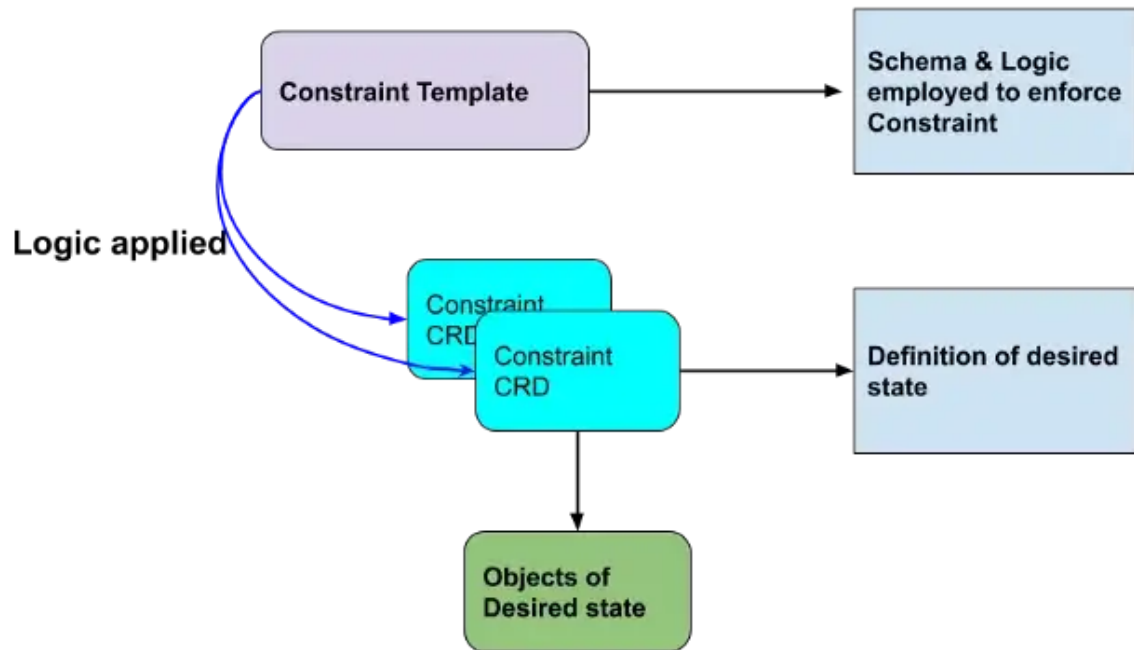 Constraint Template
Schema & Logic
employed to enforce
Constraint
Logic applied
Constraint
CRD
Constraint
CRD
Definition of desired
state
Objects of
Desired state